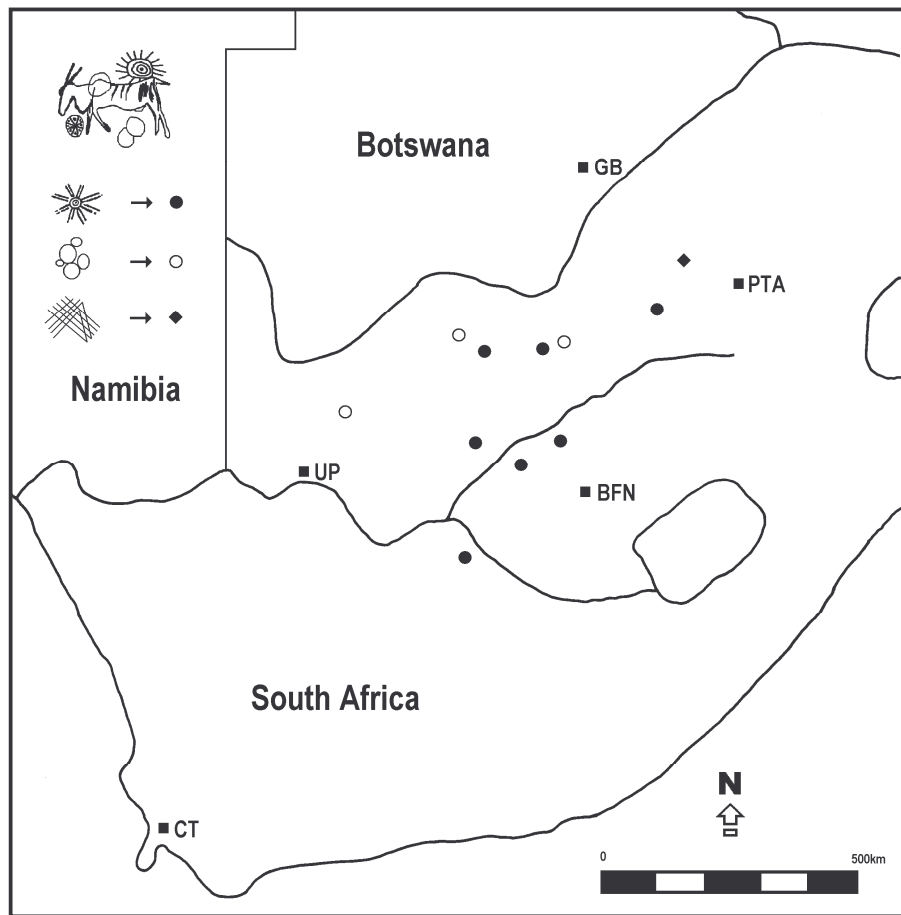 Botswana
GB
PTA
Namibia
UP
BFN
South Africa
N
CT
0 500km